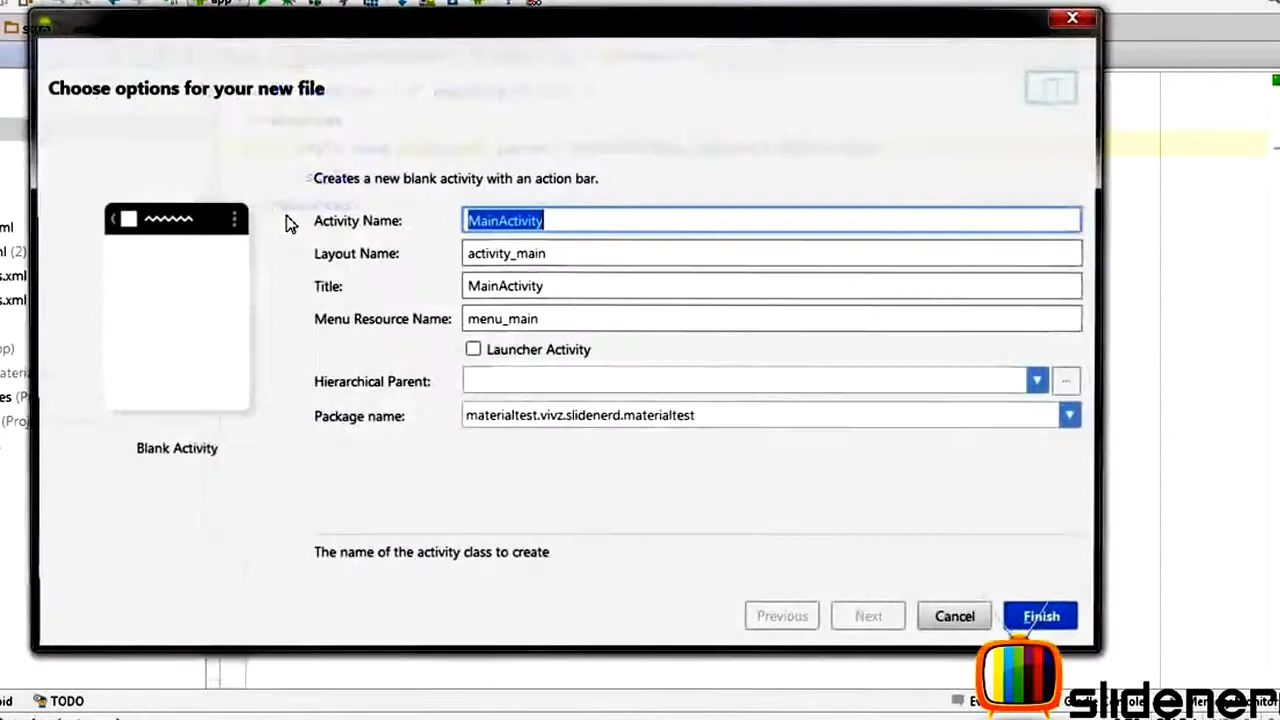 app
Choose options for your new file
Creates a new blank activity with an action bar.
Activity Name: MainActivity
Layout Name: activity_main
Title: MainActivity
Menu Resource Name: menu_main
Launcher Activity
Hierarchical Parent: ...
Package name: materialtest.vivz.slidenerd.materialtest
Blank Activity
The name of the activity class to create
Previous Next Cancel Finish
TODO
slidener